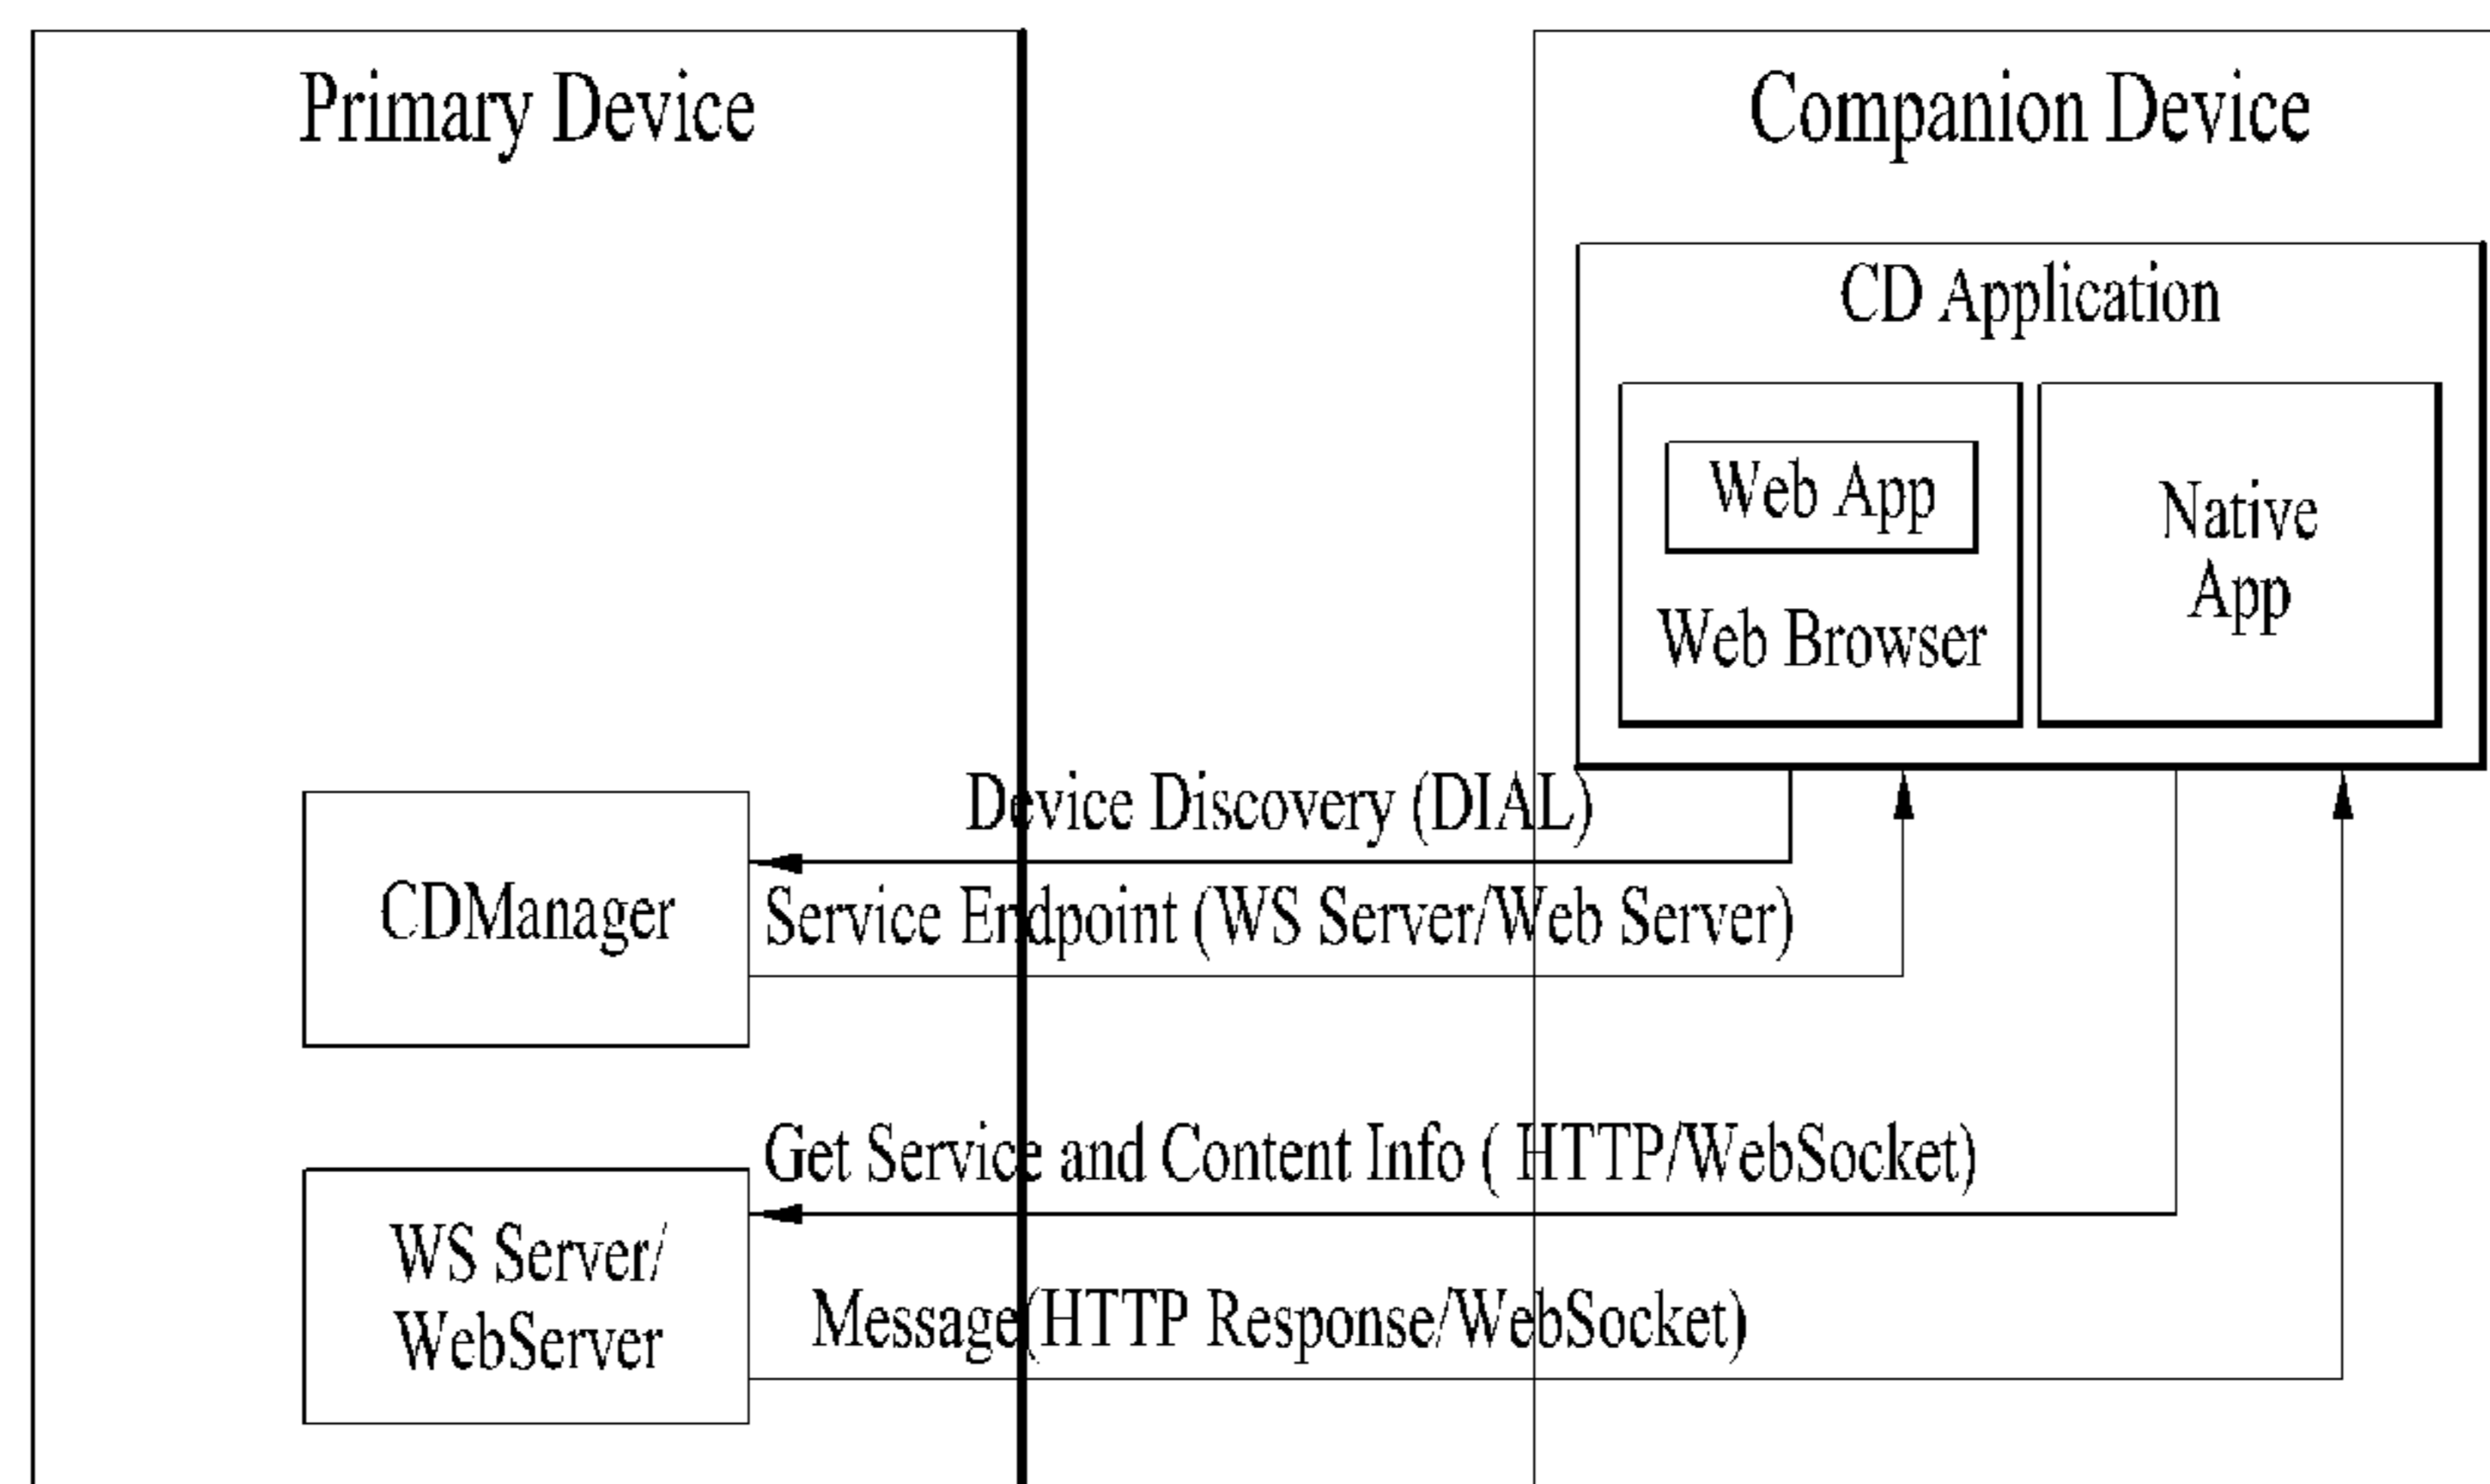 Primary Device
Companion Device
CD Application
Web App
Web Browser
Native
App
Device Discovery (DIAL)
CDManager
Service Endpoint (WS Server/Web Server)
Get Service and Content Info ( HTTP/WebSocket)
WS Server/
WebServer
Message(HTTP Response/WebSocket)